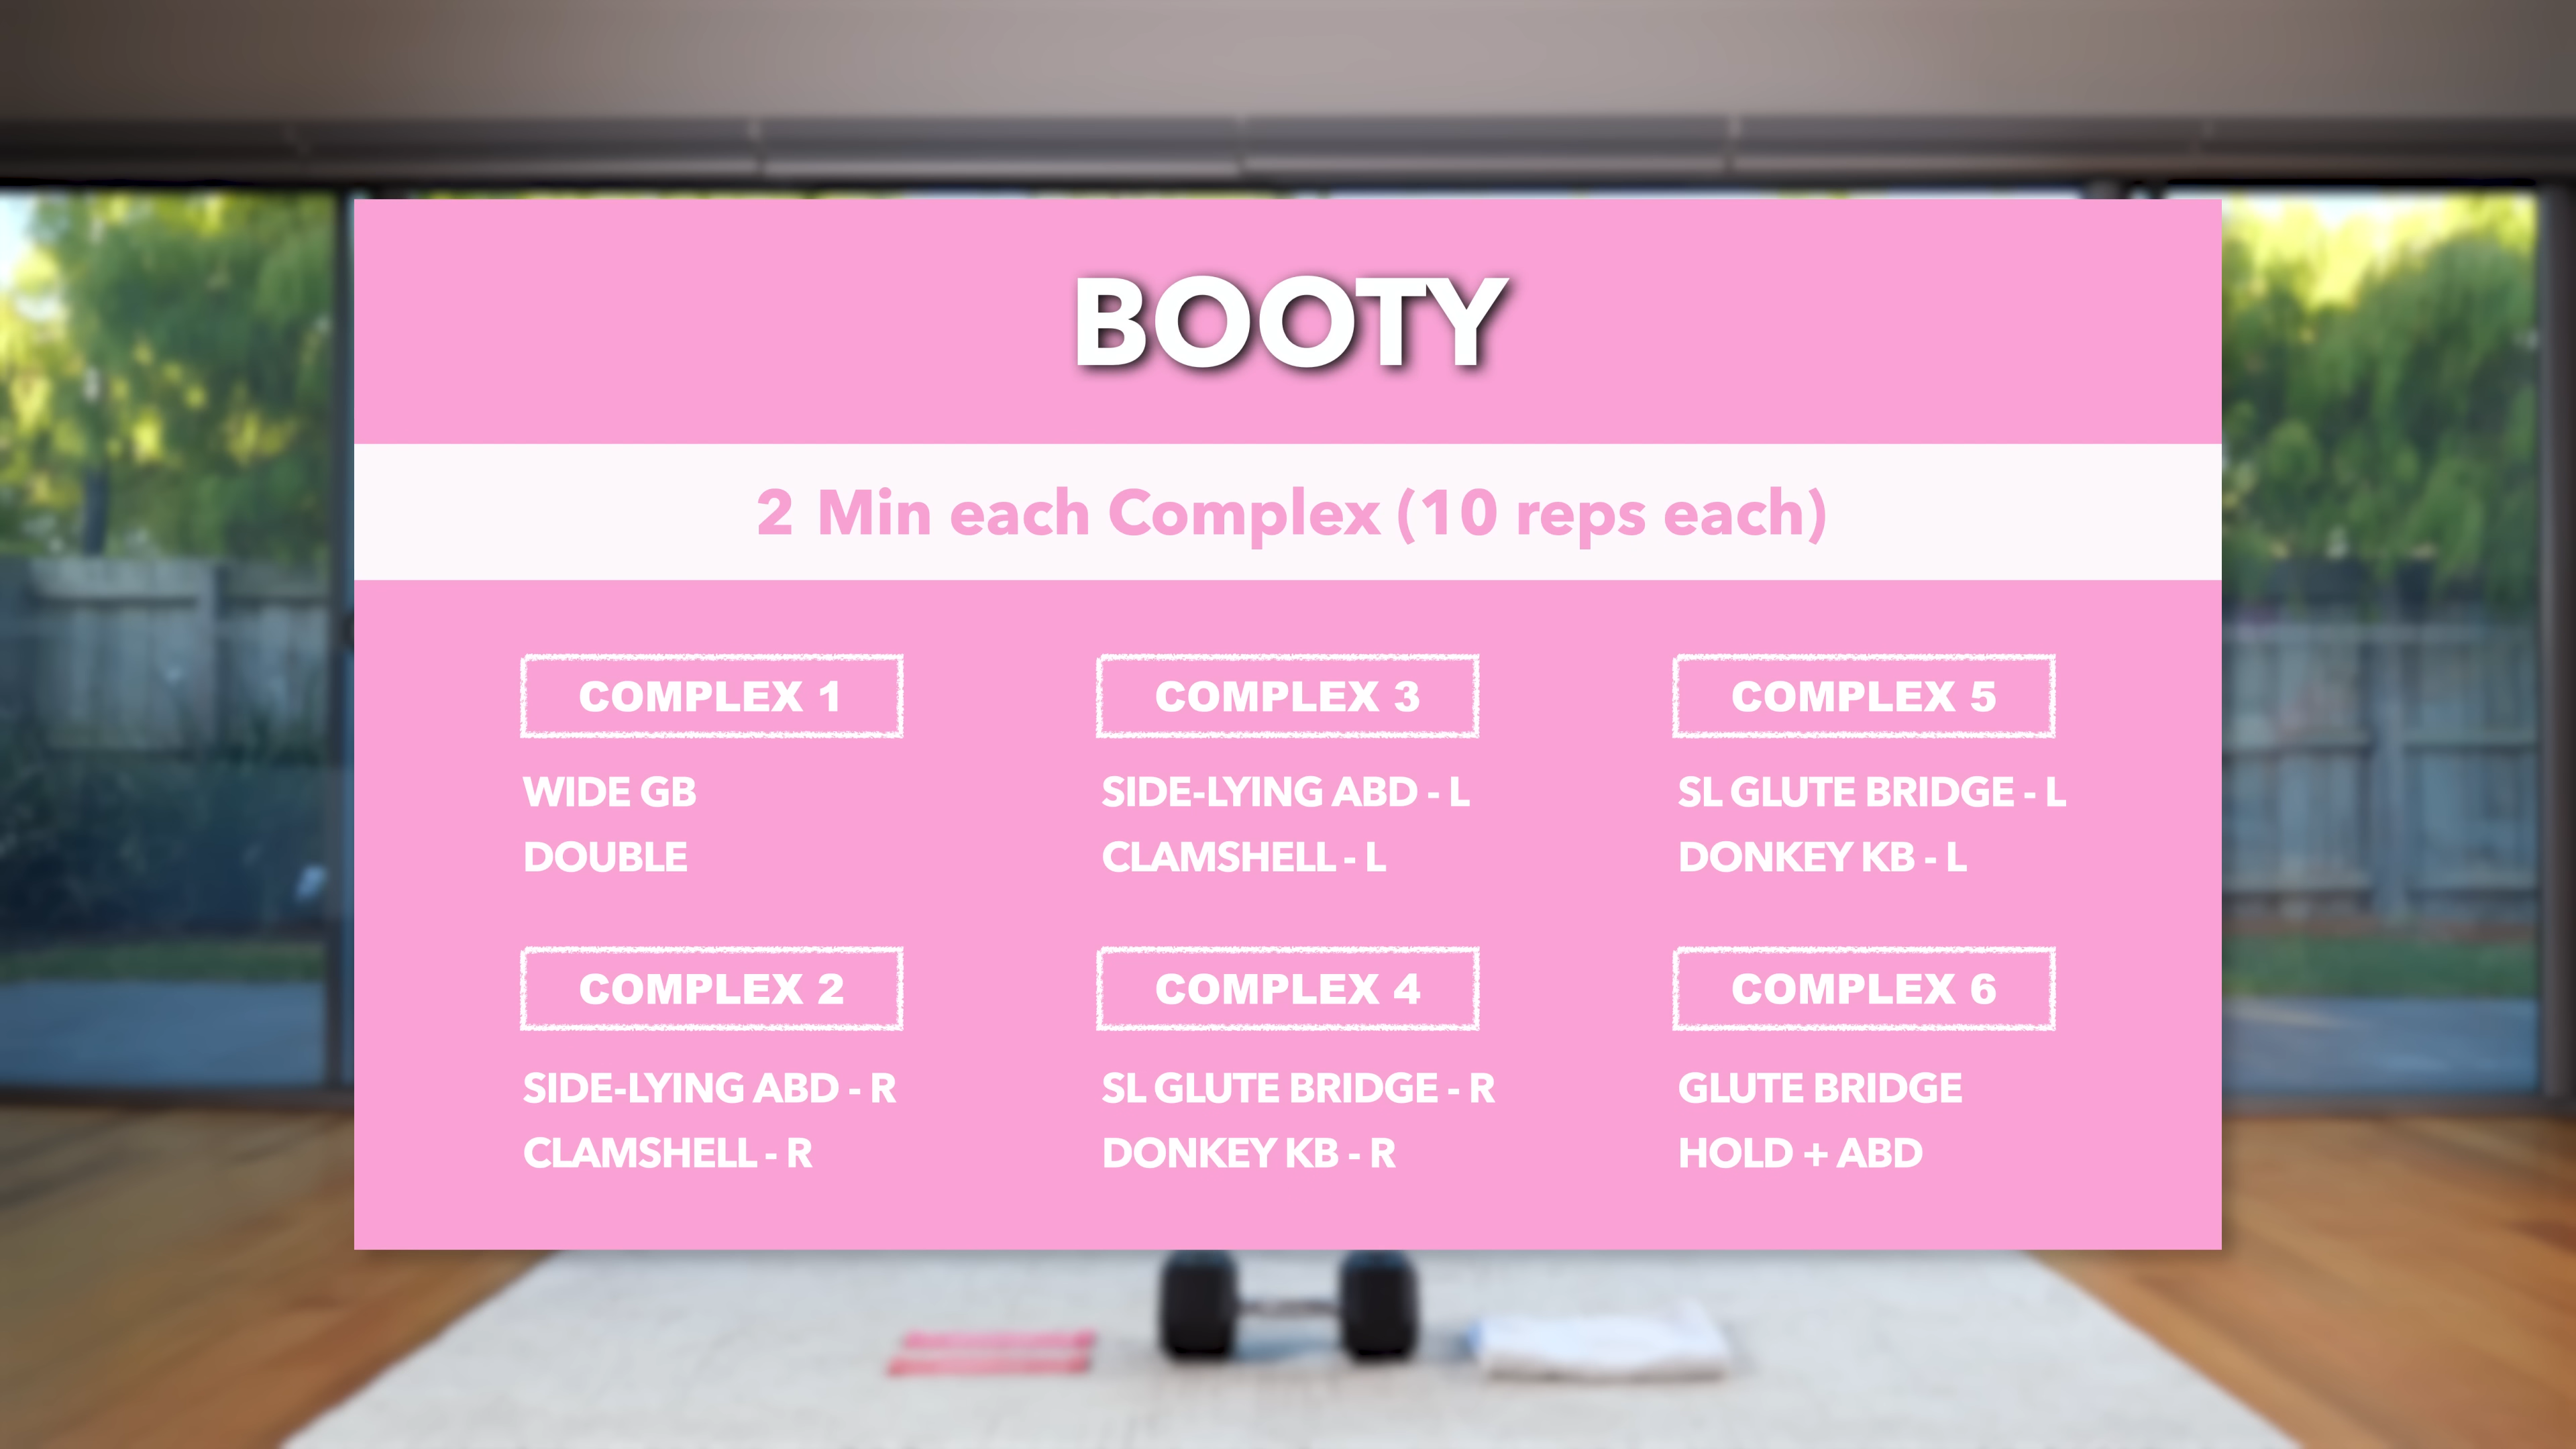 BOOTY
2 Min each Complex (10 reps each)
COMPLEX 1
WIDE GB
DOUBLE
COMPLEX 2
SIDE-LYING ABD - R
CLAMSHELL - R
COMPLEX 3
SIDE-LYING ABD - L
CLAMSHELL - L
COMPLEX 4
SL GLUTE BRIDGE - R
DONKEY KB - R
COMPLEX 5
SL GLUTE BRIDGE - L
DONKEY KB - L
COMPLEX 6
GLUTE BRIDGE
HOLD + ABD